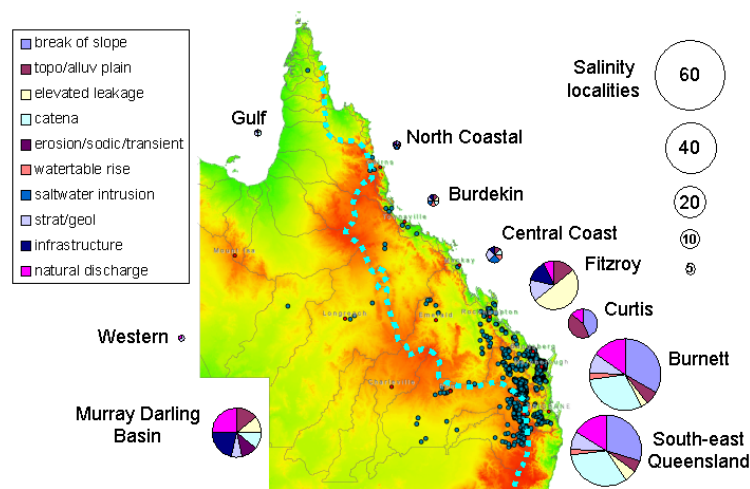 break of slope
topo/alluv plain
elevated leakage
catena
erosion/sodic/transient
watertable rise
saltwater intrusion
strat/geol
infrastructure
natural discharge
Salinity
localities
60
40
20
10
5
Gulf
North Coastal
Burdekin
Central Coast
Fitzroy
Curtis
Burnett
South-east
Queensland
Western
Murray Darling
Basin
Longreach
Emerald